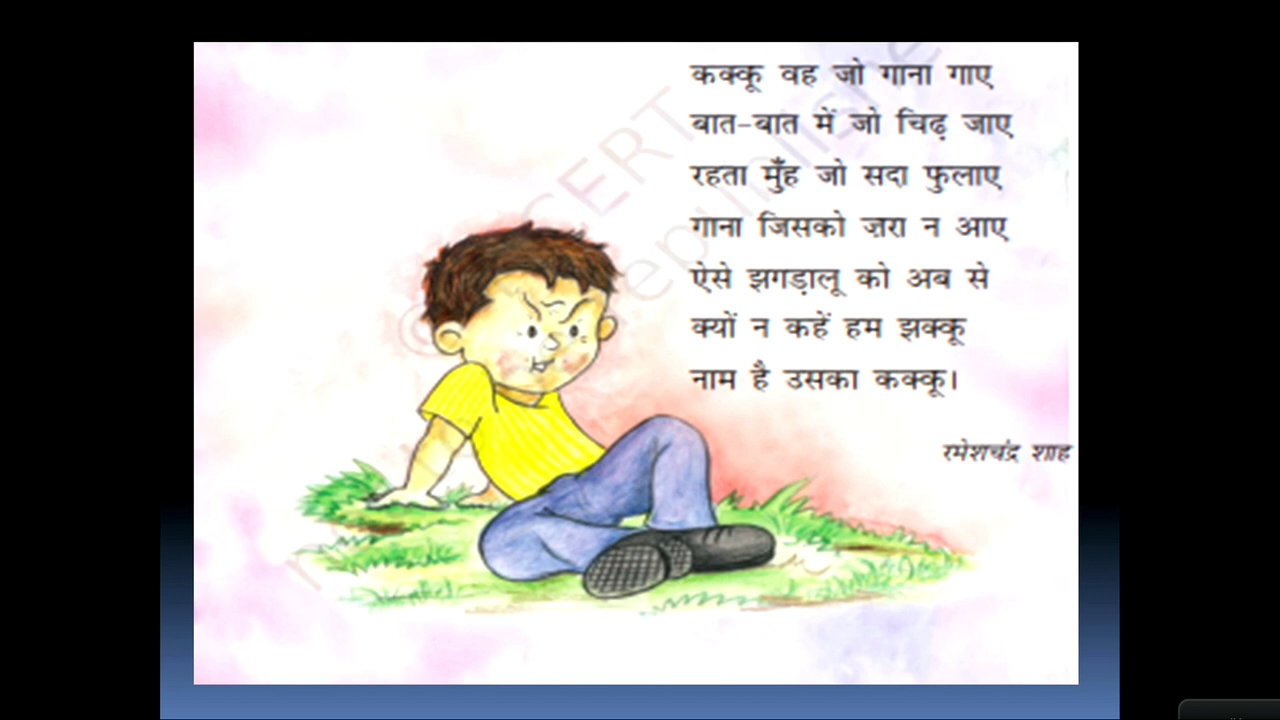 कक्कू वह जो गाना गाए
बात-बात में जो चिढ़ जाए
रहता मुँह जो सदा फुलाए
गाना जिसको ज़रा न आए
ऐसे झगड़ालू को अब से
क्यों न कहें हम झक्कू
नाम है उसका कक्कू।
रमेशचंद्र शाह